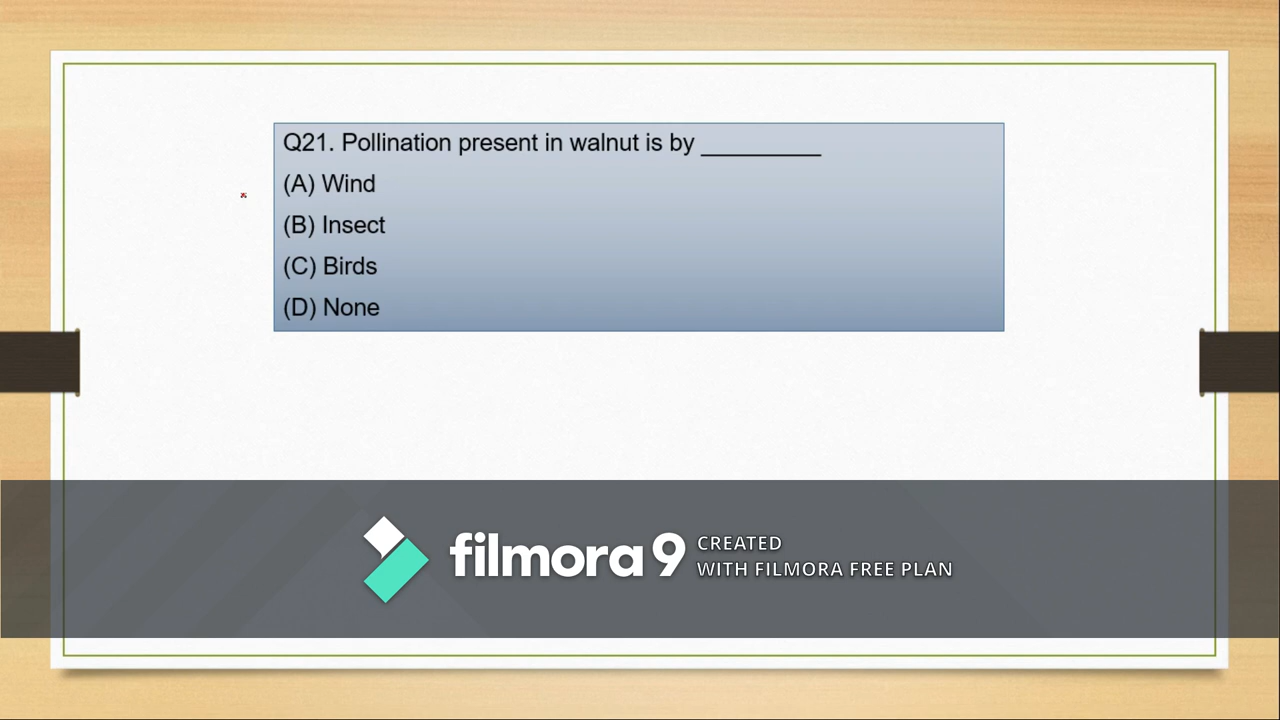 Q21. Pollination present in walnut is by __________
(A) Wind
(B) Insect
(C) Birds
(D) None
filmora 9 CREATED
WITH FILMORA FREE PLAN